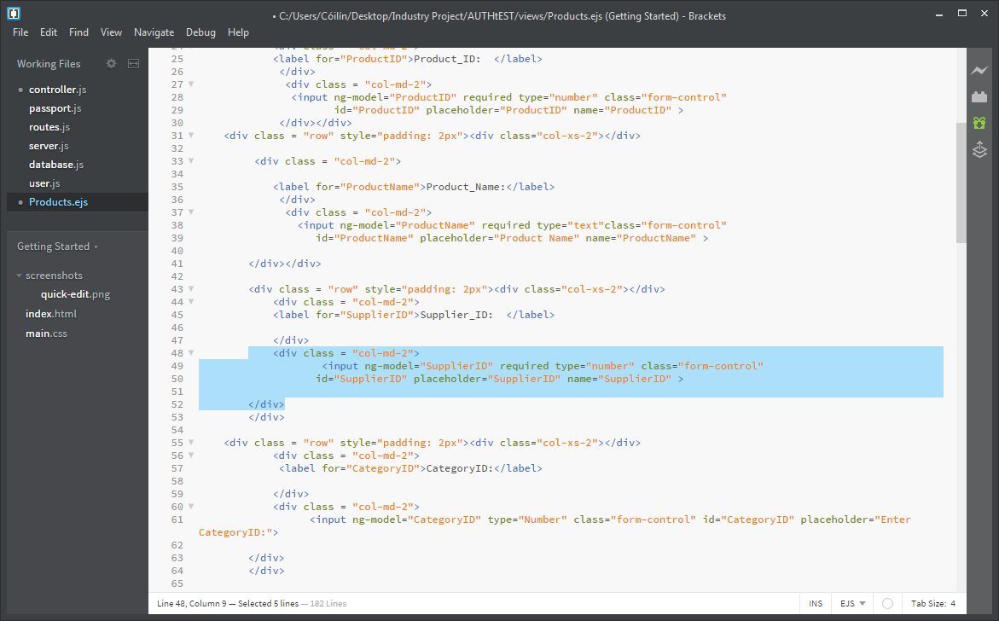 • C:/Users/Cóilín/Desktop/Industry Project/AUTHtEST/views/Products.ejs (Getting Started) - Brackets
File Edit Find View Navigate Debug Help
Working Files
controller.js
passport.js
routes.js
server.js
database.js
user.js
Products.ejs
Getting Started
screenshots
quick-edit.png
index.html
main.css
25 <label for="ProductID">Product_ID:  </label>
26 </div>
27 <div class = "col-md-2">
28 <input ng-model="ProductID" required type="number" class="form-control"
29 id="ProductID" placeholder="ProductID" name="ProductID" >
30 </div></div>
31 <div class = "row" style="padding: 2px"><div class="col-xs-2"></div>
32
33 <div class = "col-md-2">
34
35 <label for="ProductName">Product_Name:</label>
36 </div>
37 <div class = "col-md-2">
38 <input ng-model="ProductName" required type="text"class="form-control"
39 id="ProductName" placeholder="Product Name" name="ProductName" >
40
41 </div></div>
42
43 <div class = "row" style="padding: 2px"><div class="col-xs-2"></div>
44 <div class = "col-md-2">
45 <label for="SupplierID">Supplier_ID:  </label>
46
47 </div>
48 <div class = "col-md-2">
49 <input ng-model="SupplierID" required type="number" class="form-control"
50 id="SupplierID" placeholder="SupplierID" name="SupplierID" >
51
52 </div>
53 </div>
54
55 <div class = "row" style="padding: 2px"><div class="col-xs-2"></div>
56 <div class = "col-md-2">
57 <label for="CategoryID">CategoryID:</label>
58
59 </div>
60 <div class = "col-md-2">
61 <input ng-model="CategoryID" type="Number" class="form-control" id="CategoryID" placeholder="Enter
CategoryID:">
62
63 </div>
64 </div>
65
Line 48, Column 9 — Selected 5 lines — 182 Lines INS EJS Tab Size: 4